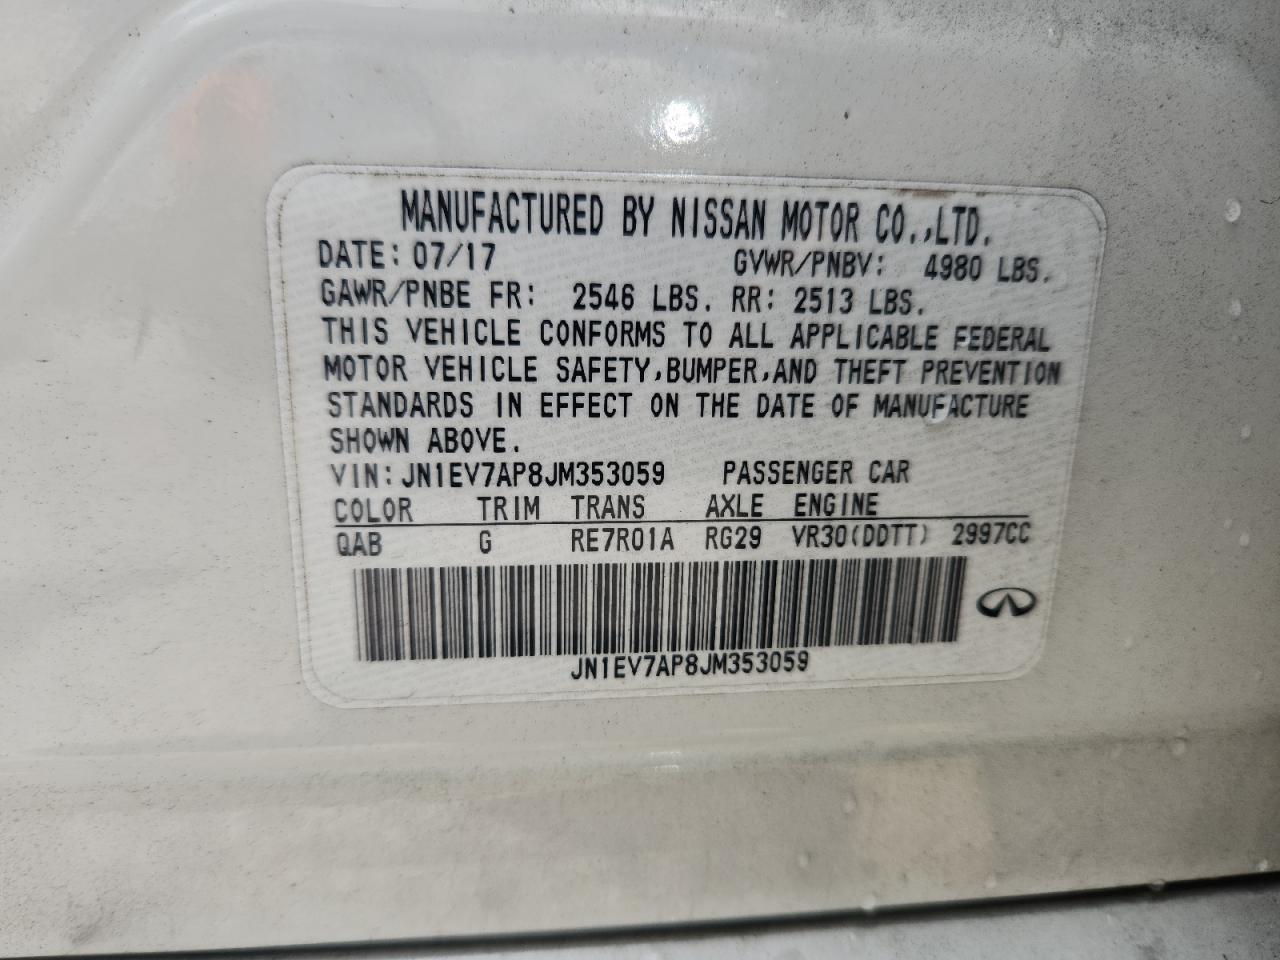 MANUFACTURED BY NISSAN MOTOR CO.,LTD.
DATE: 07/17 GVWR/PNBV: 4980 LBS.
GAWR/PNBE FR: 2546 LBS. RR: 2513 LBS.
THIS VEHICLE CONFORMS TO ALL APPLICABLE FEDERAL
MOTOR VEHICLE SAFETY,BUMPER,AND THEFT PREVENTION
STANDARDS IN EFFECT ON THE DATE OF MANUFACTURE
SHOWN ABOVE.
VIN:JN1EV7AP8JM353059 PASSENGER CAR
COLOR TRIM TRANS AXLE ENGINE
QAB G RE7R01A RG29 VR30(DDTT) 2997CC
JN1EV7AP8JM353059